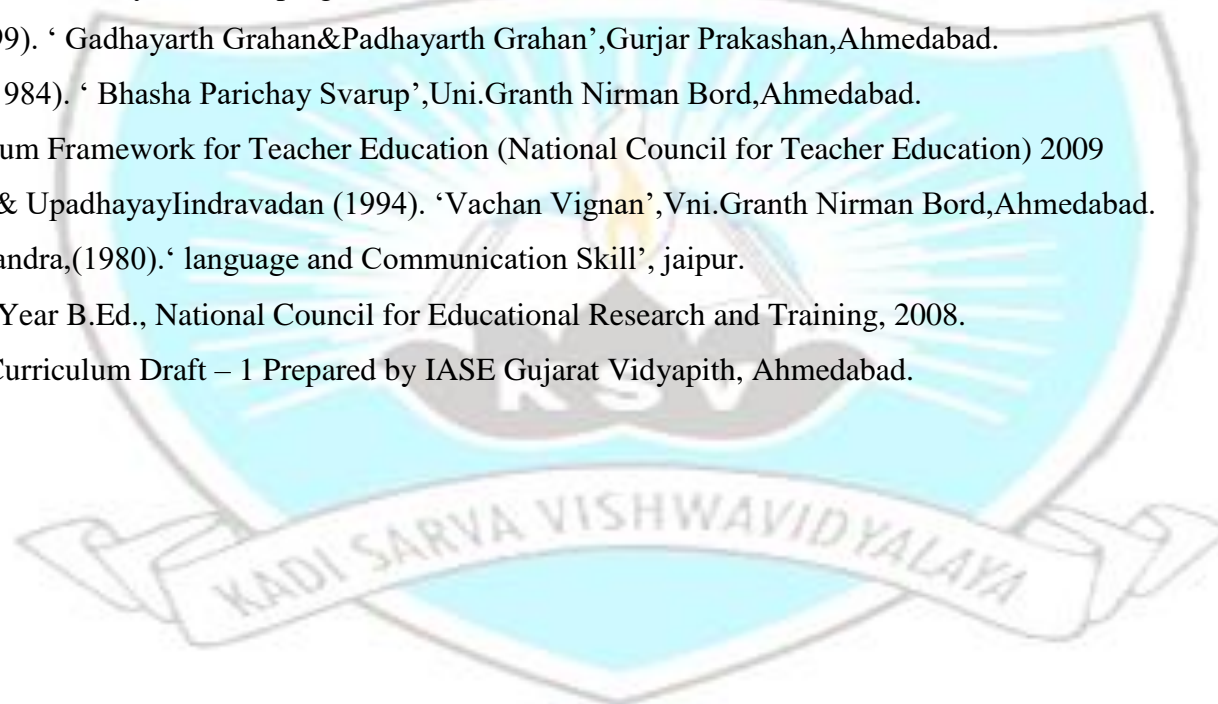 99). ‘ Gadhayarth Grahan&Padhayarth Grahan’,Gurjar Prakashan,Ahmedabad.
984). ‘ Bhasha Parichay Svarup’,Uni.Granth Nirman Bord,Ahmedabad.
um Framework for Teacher Education (National Council for Teacher Education) 2009
& UpadhayayIindravadan (1994). ‘Vachan Vignan’,Vni.Granth Nirman Bord,Ahmedabad.
andra,(1980).‘ language and Communication Skill’, jaipur.
Year B.Ed., National Council for Educational Research and Training, 2008.
Curriculum Draft – 1 Prepared by IASE Gujarat Vidyapith, Ahmedabad.
KSV
KADI SARVA VISHWAVIDYALAYA